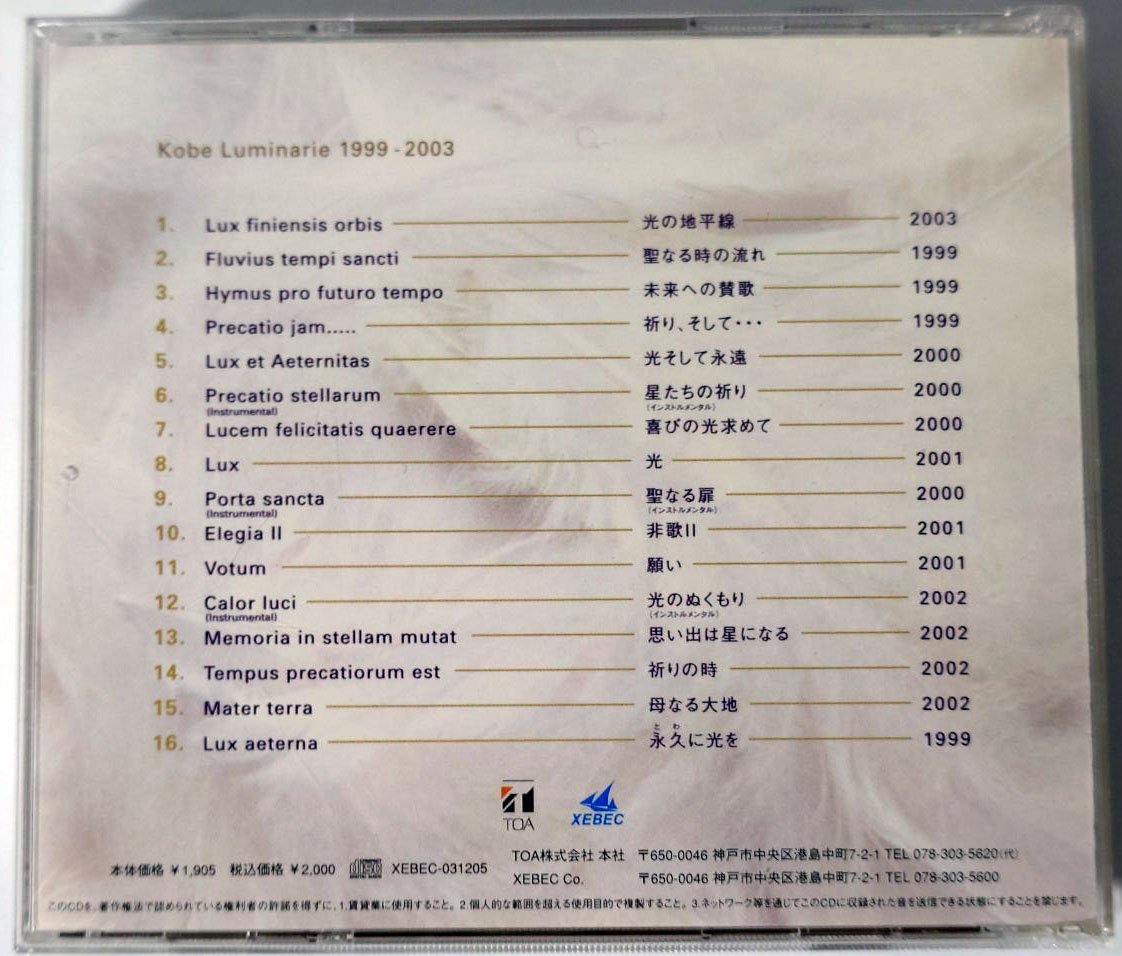 Kobe Luminarie 1999-2003
1. Lux finiensis orbis 光の地平線 2003
2. Fluvius tempi sancti 聖なる時の流れ 1999
3. Hymus pro futuro tempo 未来への賛歌 1999
4. Precatio jam..... 祈り、そして・・・ 1999
5. Lux et Aeternitas 光そして永遠 2000
6. Precatio stellarum 星たちの祈り 2000
(Instrumental) (インストルメンタル)
7. Lucem felicitatis quaerere 喜びの光求めて 2000
8. Lux 光 2001
9. Porta sancta 聖なる扉 2000
(Instrumental) (インストルメンタル)
10. Elegia II 非歌II 2001
11. Votum 願い 2001
12. Calor luci 光のぬくもり 2002
(Instrumental) (インストルメンタル)
13. Memoria in stellam mutat 思い出は星になる 2002
14. Tempus precatiorum est 祈りの時 2002
15. Mater terra 母なる大地 2002
とわ
16. Lux aeterna 永久に光を 1999
TOA XEBEC
本体価格 ¥1,905 税込価格 ¥2,000 XEBEC-031205
TOA株式会社 本社 〒650-0046 神戸市中央区港島中町7-2-1 TEL 078-303-5620(代)
XEBEC Co. 〒650-0046 神戸市中央区港島中町7-2-1 TEL 078-303-5600
このCDを、著作権法で認められている権利者の許諾を得ずに、1.賃貸業に使用すること。2.個人的な範囲を超える使用目的で複製すること。3.ネットワーク等を通じてこのCDに収録された音を送信できる状態にすることを禁じます。